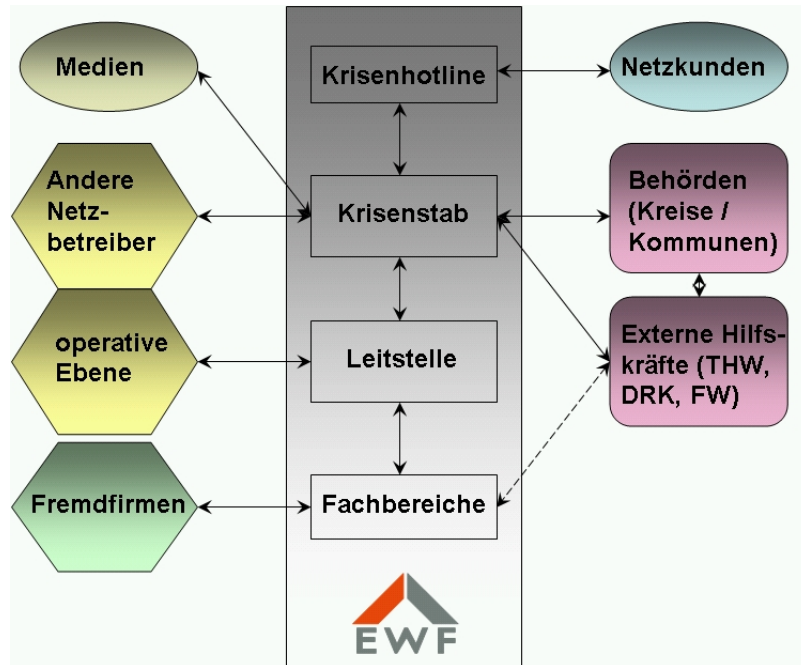 Medien
Krisenhotline
Netzkunden
Andere
Netz-
betreiber
Krisenstab
Behörden
(Kreise /
Kommunen)
operative
Ebene
Leitstelle
Externe Hilfs-
kräfte (THW,
DRK, FW)
Fremdfirmen
Fachbereiche
EWF